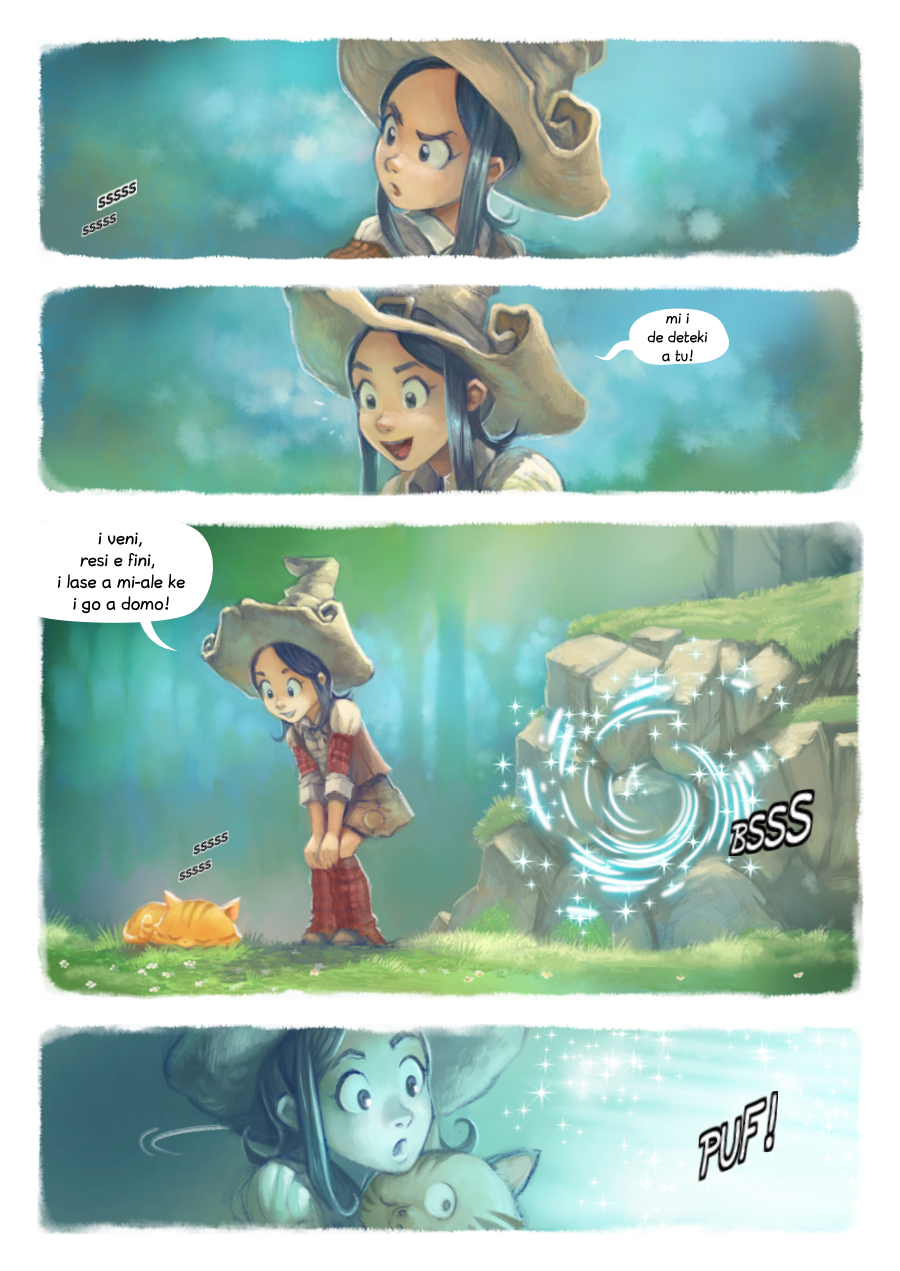 sssss
sssss
mi i
de deteki
a tu!
i veni,
resi e fini,
i lase a mi-ale ke
i go a domo!
sssss
sssss
BSSS
PUF!